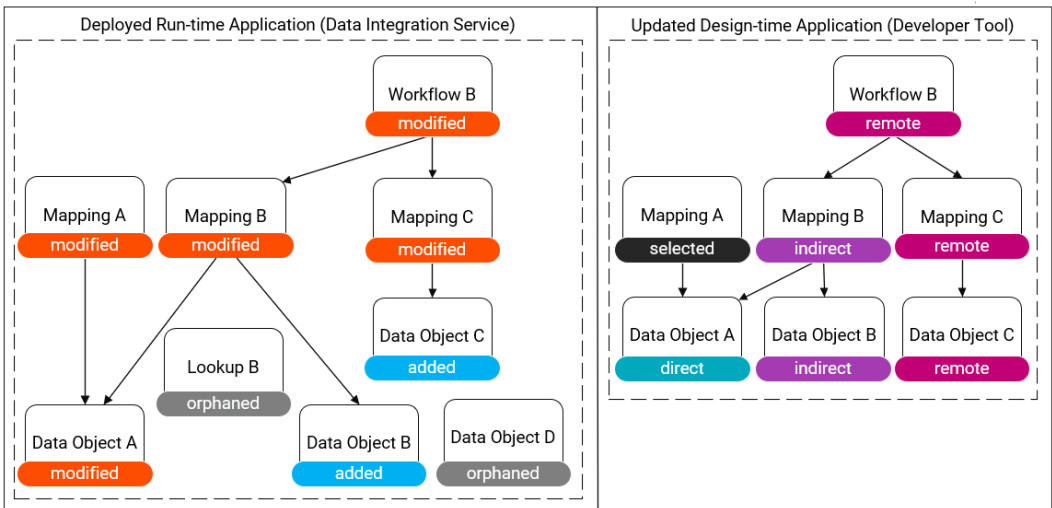 Deployed Run-time Application (Data Integration Service)
Workflow B
modified
Mapping A
modified
Mapping B
modified
Mapping C
modified
Data Object C
added
Lookup B
orphaned
Data Object A
modified
Data Object B
added
Data Object D
orphaned
Updated Design-time Application (Developer Tool)
Workflow B
remote
Mapping A
selected
Mapping B
indirect
Mapping C
remote
Data Object A
direct
Data Object B
indirect
Data Object C
remote